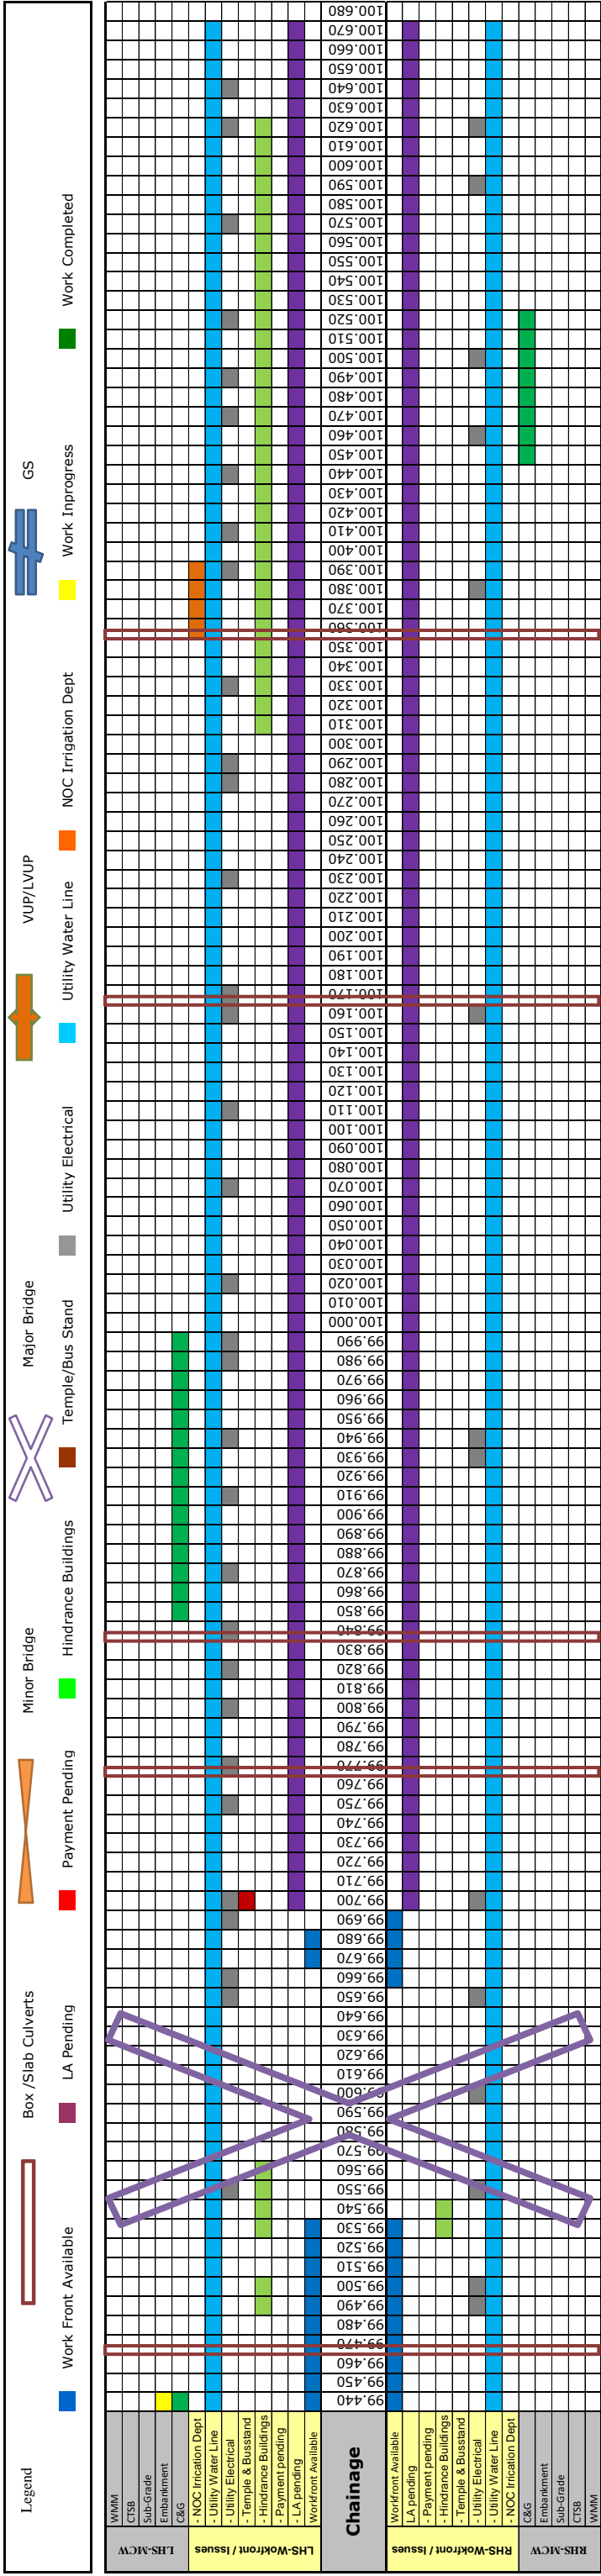 Legend
Box /Slab Culverts
Minor Bridge
Major Bridge
VUP/LVUP
GS
Work Front Available
LA Pending
Payment Pending
Hindrance Buildings
Temple/Bus Stand
Utility Electrical
Utility Water Line
NOC Irrigation Dept
Work Inprogress
Work Completed
LHS-MCW
WMM
CTSB
Sub-Grade
Embankment
C&G
LHS-Wokfront / Issues
- NOC Irrigation Dept
- Utility Water Line
- Utility Electrical
- Temple & Busstand
- Hindrance Buildings
- Payment pending
- LA pending
Workfront Available
Chainage
99.440
99.450
99.460
99.470
99.480
99.490
99.500
99.510
99.520
99.530
99.540
99.550
99.560
99.570
99.580
99.590
99.600
99.610
99.620
99.630
99.640
99.650
99.660
99.670
99.680
99.690
99.700
99.710
99.720
99.730
99.740
99.750
99.760
99.770
99.780
99.790
99.800
99.810
99.820
99.830
99.840
99.850
99.860
99.870
99.880
99.890
99.900
99.910
99.920
99.930
99.940
99.950
99.960
99.970
99.980
99.990
100.000
100.010
100.020
100.030
100.040
100.050
100.060
100.070
100.080
100.090
100.100
100.110
100.120
100.130
100.140
100.150
100.160
100.170
100.180
100.190
100.200
100.210
100.220
100.230
100.240
100.250
100.260
100.270
100.280
100.290
100.300
100.310
100.320
100.330
100.340
100.350
100.360
100.370
100.380
100.390
100.400
100.410
100.420
100.430
100.440
100.450
100.460
100.470
100.480
100.490
100.500
100.510
100.520
100.530
100.540
100.550
100.560
100.570
100.580
100.590
100.600
100.610
100.620
100.630
100.640
100.650
100.660
100.670
100.680
RHS-Wokfront / Issues
Workfront Available
- LA pending
- Payment pending
- Hindrance Buildings
- Temple & Busstand
- Utility Electrical
- Utility Water Line
- NOC Irrigation Dept
RHS-MCW
C&G
Embankment
Sub-Grade
CTSB
WMM